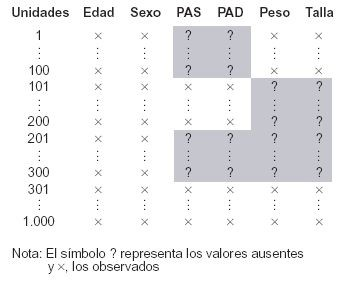 Unidades Edad Sexo PAS PAD Peso Talla
1 × × ? ? × ×
⋮ ⋮ ⋮ ⋮ ⋮ ⋮ ⋮
100 × × ? ? × ×
101 × × × × ? ?
⋮ ⋮ ⋮ ⋮ ⋮ ⋮ ⋮
200 × × × × ? ?
201 × × ? ? ? ?
⋮ ⋮ ⋮ ⋮ ⋮ ⋮ ⋮
300 × × ? ? ? ?
301 × × × × × ×
⋮ ⋮ ⋮ ⋮ ⋮ ⋮ ⋮
1.000 × × × × × ×
Nota: El símbolo ? representa los valores ausentes
y ×, los observados